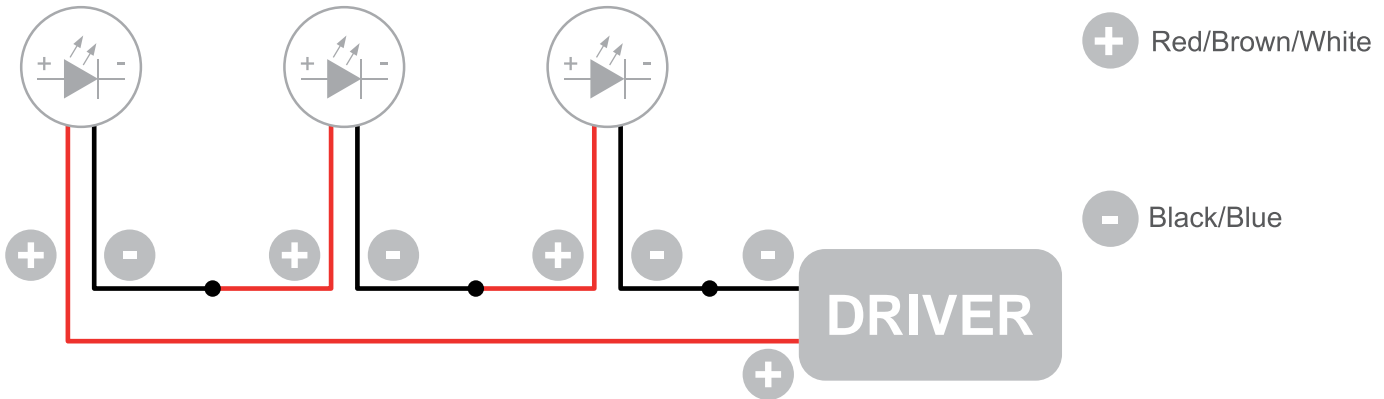 + -
+ -
+ -
+ Red/Brown/White
- Black/Blue
+ - + - + - -
DRIVER
+